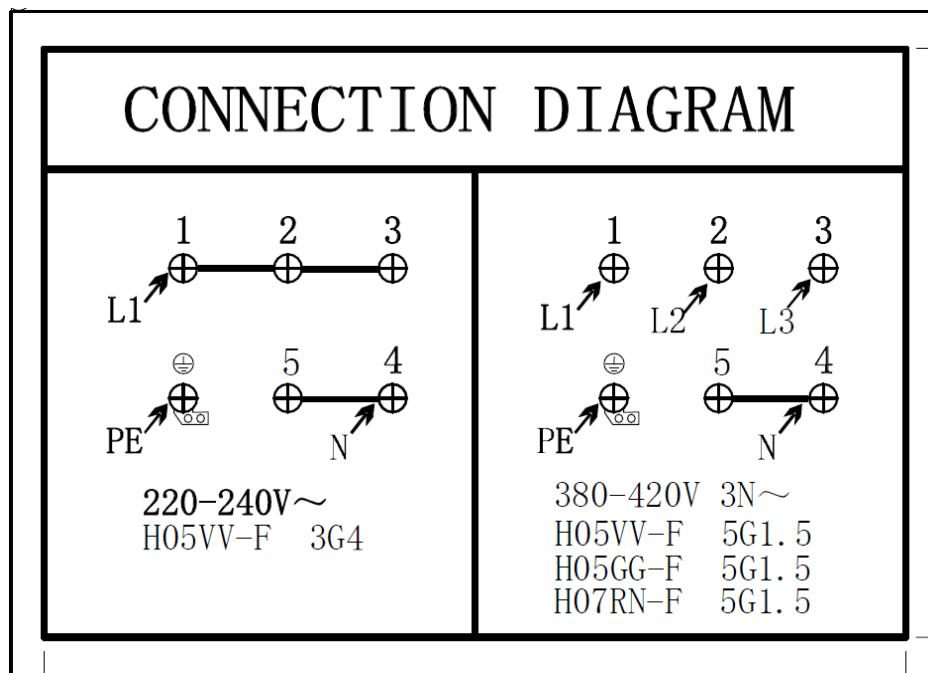 CONNECTION DIAGRAM
1 2 3
L1
5 4
PE N
220-240V~
H05VV-F 3G4
1 2 3
L1 L2 L3
5 4
PE N
380-420V 3N~
H05VV-F 5G1.5
H05GG-F 5G1.5
H07RN-F 5G1.5